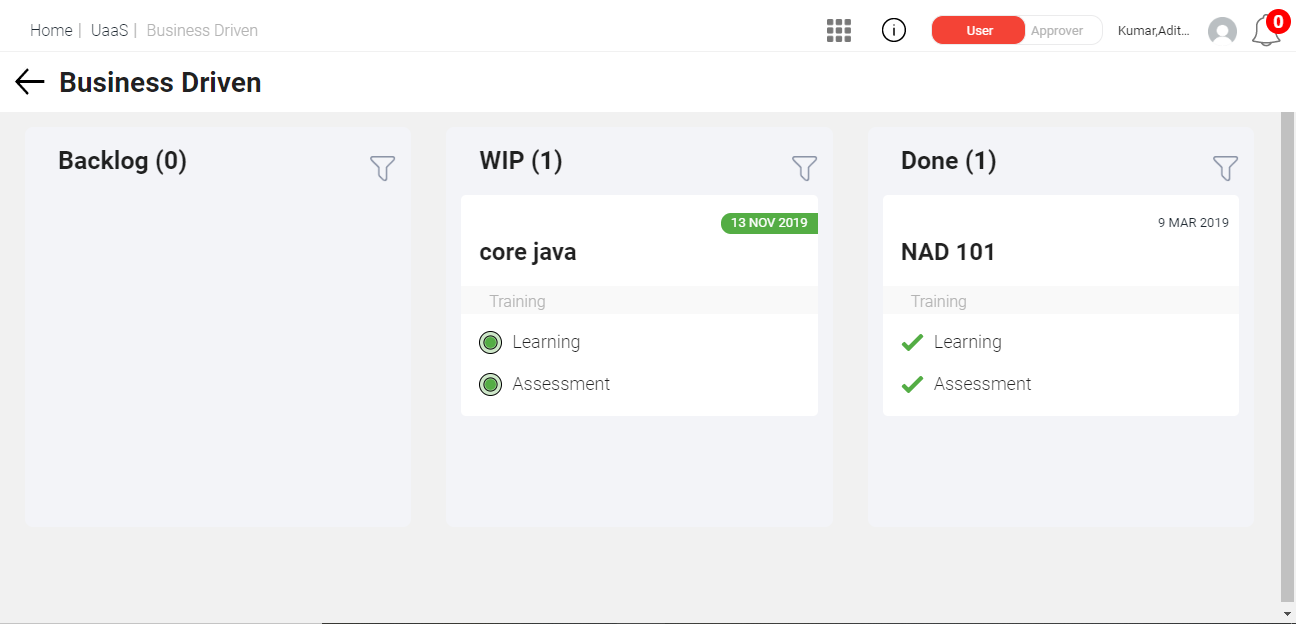 Home | UaaS | Business Driven
User Approver Kumar,Adit... 0
Business Driven
Backlog (0)
WIP (1)
13 NOV 2019
core java
Training
Learning
Assessment
Done (1)
9 MAR 2019
NAD 101
Training
Learning
Assessment